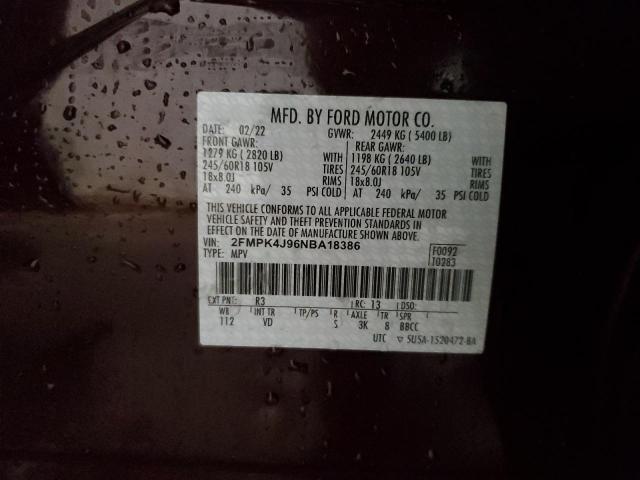 MFD. BY FORD MOTOR CO.
DATE: 02/22 GVWR: 2449 KG ( 5400 LB)
FRONT GAWR: REAR GAWR:
1279 KG ( 2820 LB) WITH 1198 KG ( 2640 LB) WITH
245/60R18 105V TIRES 245/60R18 105V TIRES
18x8.0J RIMS 18x8.0J RIMS
AT 240 kPa/ 35 PSI COLD AT 240 kPa/ 35 PSI COLD
THIS VEHICLE CONFORMS TO ALL APPLICABLE FEDERAL MOTOR
VEHICLE SAFETY AND THEFT PREVENTION STANDARDS IN
EFFECT ON THE DATE OF MANUFACTURE SHOWN ABOVE.
VIN: 2FMPK4J96NBA18386 F0092
TYPE: MPV T0283
EXT PNT: R3 RC: 13 DSO:
WB INT TR TP/PS R AXLE TR SPR
112 VD S 3K 8 BBCC
UTC ▽ 5U5A-1520472-BA